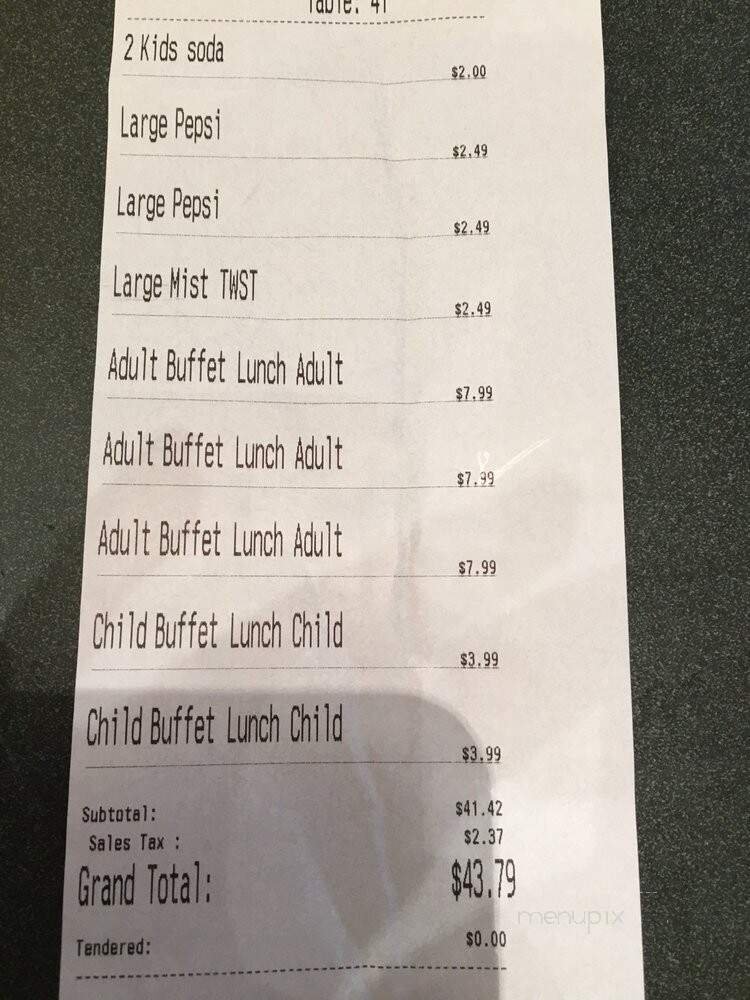 Table: 41
2 Kids soda
$2.00
Large Pepsi
$2.49
Large Pepsi
$2.49
Large Mist TWST
$2.49
Adult Buffet Lunch Adult
$7.99
Adult Buffet Lunch Adult
$7.99
Adult Buffet Lunch Adult
$7.99
Child Buffet Lunch Child
$3.99
Child Buffet Lunch Child
$3.99
Subtotal: $41.42
Sales Tax : $2.37
Grand Total: $43.79
Tendered: $0.00
menupix